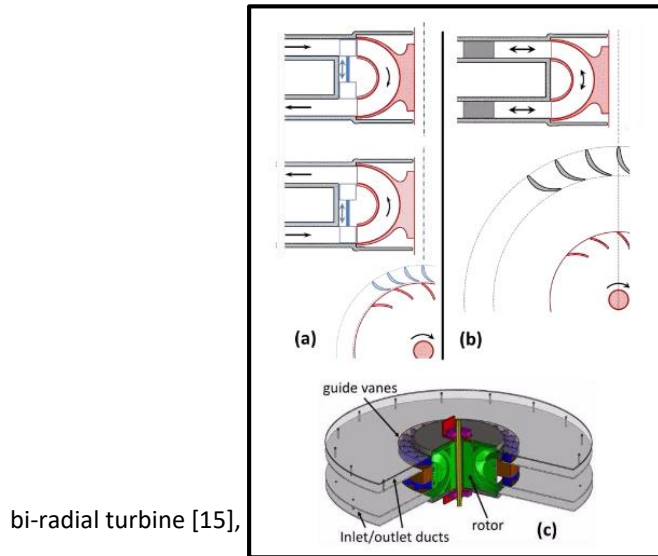 (a)
(b)
guide vanes
bi-radial turbine [15],
Inlet/outlet ducts
rotor
(c)